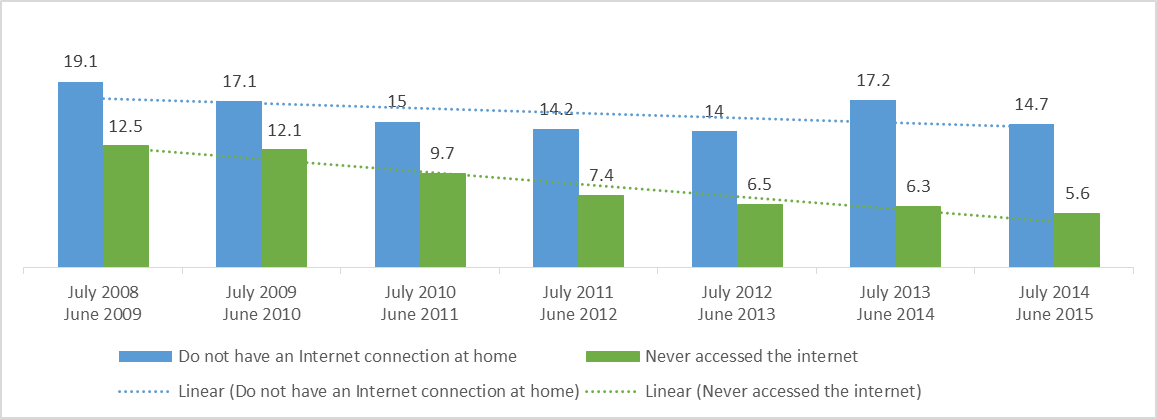 19.1
12.5
17.1
12.1
15
9.7
14.2
7.4
14
6.5
17.2
6.3
14.7
5.6
July 2008
June 2009
July 2009
June 2010
July 2010
June 2011
July 2011
June 2012
July 2012
June 2013
July 2013
June 2014
July 2014
June 2015
Do not have an Internet connection at home
Never accessed the internet
Linear (Do not have an Internet connection at home)
Linear (Never accessed the internet)